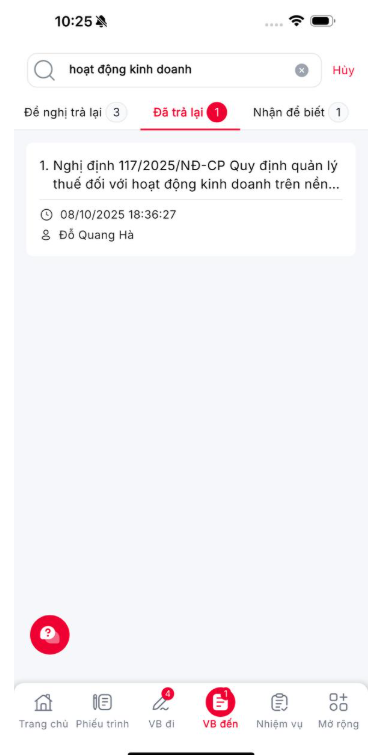 10:25
hoạt động kinh doanh
Hủy
Đề nghị trả lại 3
Đã trả lại 1
Nhận để biết 1
1. Nghị định 117/2025/NĐ-CP Quy định quản lý
thuế đối với hoạt động kinh doanh trên nền...
08/10/2025 18:36:27
Đỗ Quang Hà
4
1
Trang chủ
Phiếu trình
VB đi
VB đến
Nhiệm vụ
Mở rộng